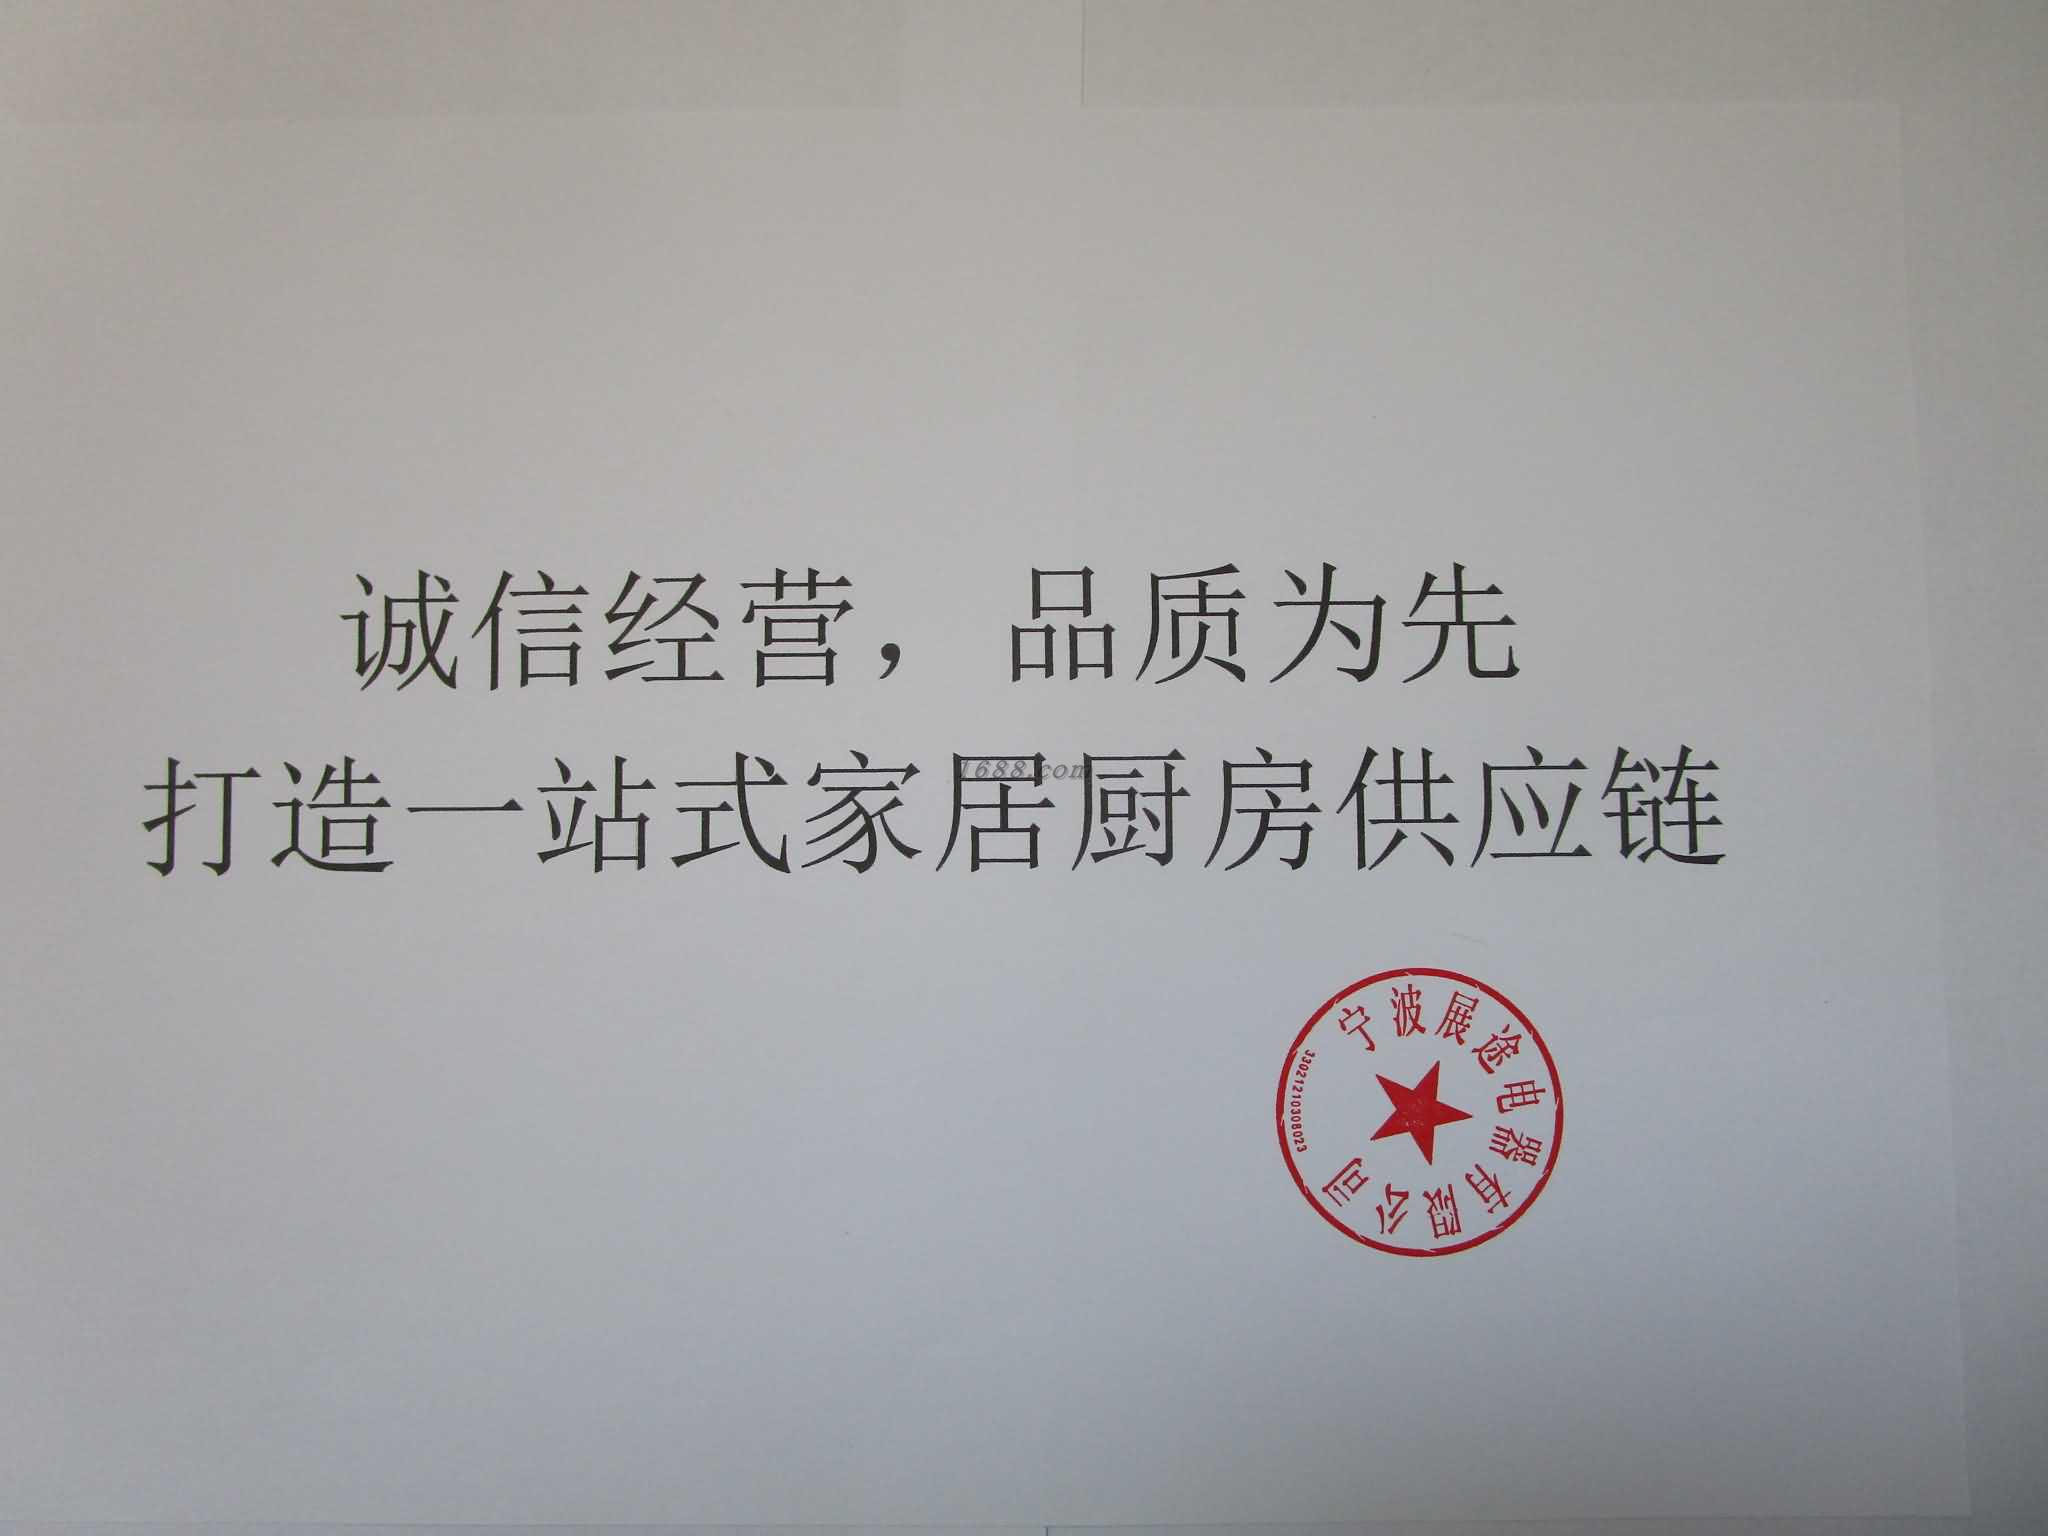 诚信经营，品质为先
打造一站式家居厨房供应链
1688.com
宁波展途电器有限公司
33021210308023